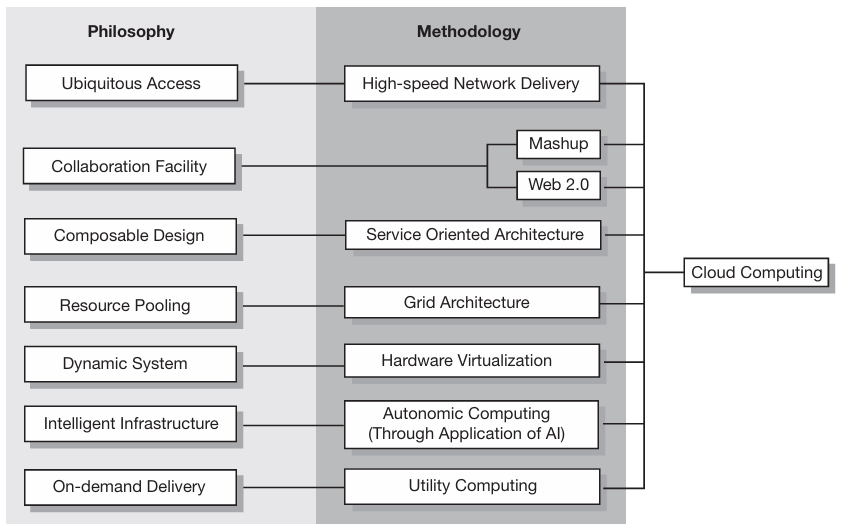 Philosophy
Methodology
Ubiquitous Access
High-speed Network Delivery
Collaboration Facility
Mashup
Web 2.0
Composable Design
Service Oriented Architecture
Cloud Computing
Resource Pooling
Grid Architecture
Dynamic System
Hardware Virtualization
Intelligent Infrastructure
Autonomic Computing
(Through Application of AI)
On-demand Delivery
Utility Computing